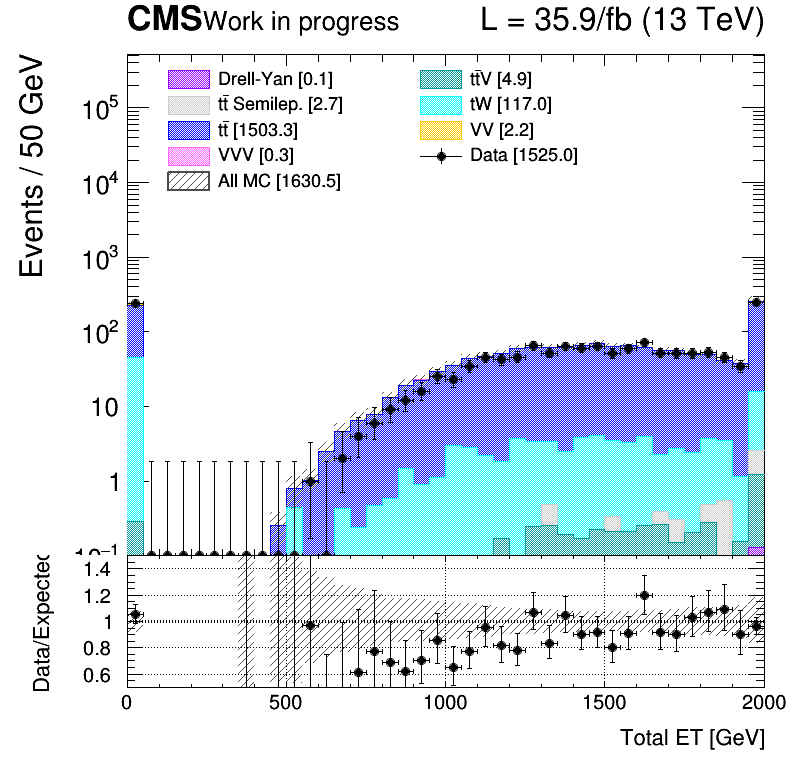 CMS Work in progress L = 35.9/fb (13 TeV)
Events / 50 GeV
Drell-Yan [0.1]
tt̄ Semilep. [2.7]
tt̄ [1503.3]
VVV [0.3]
All MC [1630.5]
tt̄V [4.9]
tW [117.0]
VV [2.2]
Data [1525.0]
10⁵
10⁴
10³
10²
10
1
10⁻¹
Data/Expected
1.4
1.2
1
0.8
0.6
0 500 1000 1500 2000
Total ET [GeV]